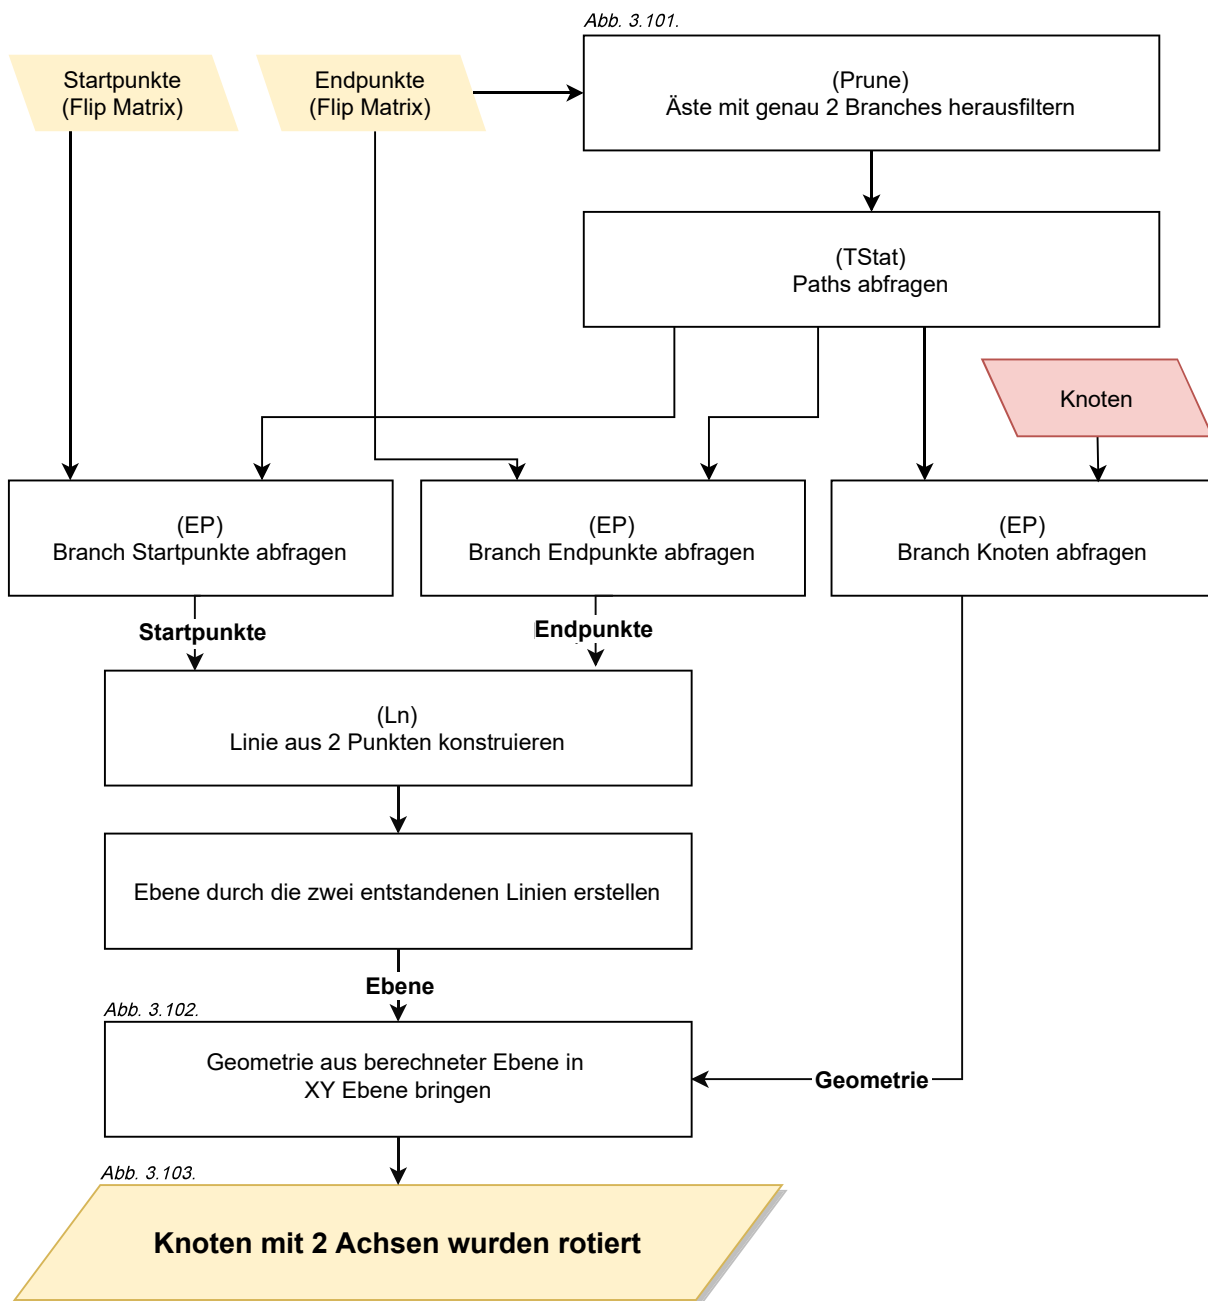 Abb. 3.101.
Startpunkte
(Flip Matrix)
Endpunkte
(Flip Matrix)
(Prune)
Äste mit genau 2 Branches herausfiltern
(TStat)
Paths abfragen
Knoten
(EP)
Branch Startpunkte abfragen
(EP)
Branch Endpunkte abfragen
(EP)
Branch Knoten abfragen
Startpunkte
Endpunkte
(Ln)
Linie aus 2 Punkten konstruieren
Ebene durch die zwei entstandenen Linien erstellen
Ebene
Abb. 3.102.
Geometrie aus berechneter Ebene in
XY Ebene bringen
Geometrie
Abb. 3.103.
Knoten mit 2 Achsen wurden rotiert